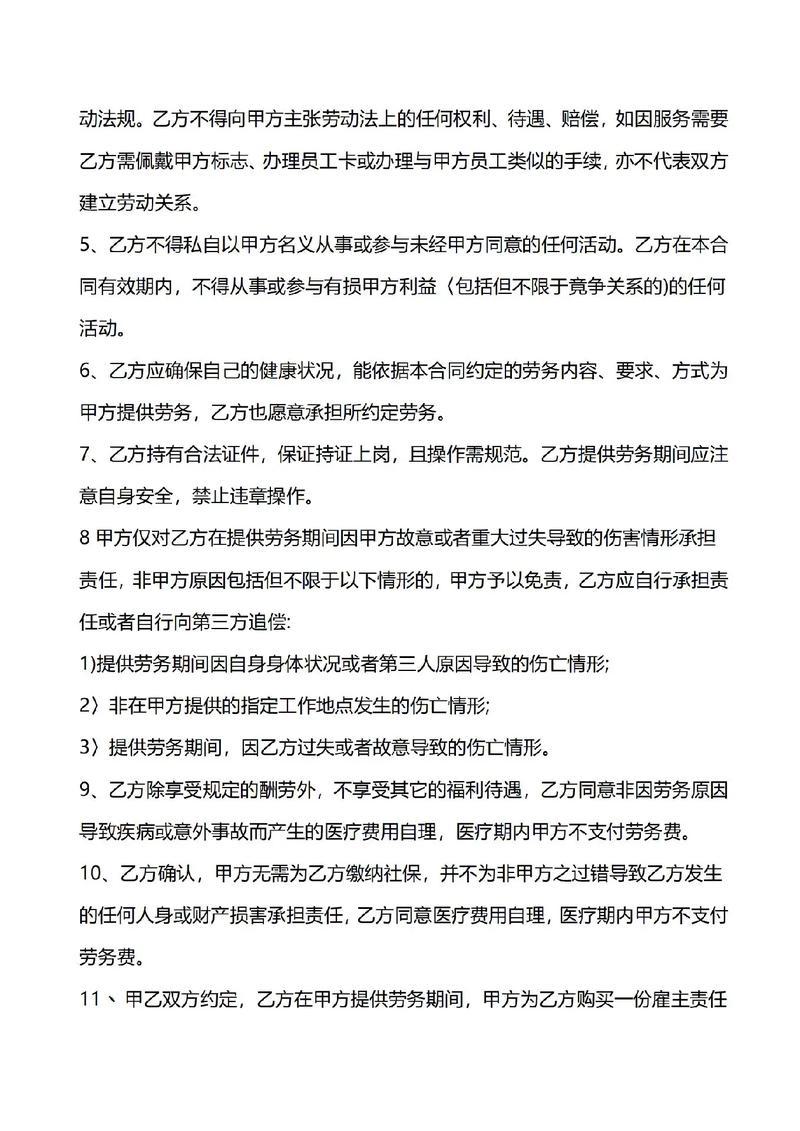 动法规。乙方不得向甲方主张劳动法上的任何权利、待遇、赔偿，如因服务需要
乙方需佩戴甲方标志、办理员工卡或办理与甲方员工类似的手续，亦不代表双方
建立劳动关系。
5、乙方不得私自以甲方名义从事或参与未经甲方同意的任何活动。乙方在本合
同有效期内，不得从事或参与有损甲方利益〈包括但不限于竞争关系的)的任何
活动。
6、乙方应确保自己的健康状况，能依据本合同约定的劳务内容、要求、方式为
甲方提供劳务，乙方也愿意承担所约定劳务。
7、乙方持有合法证件，保证持证上岗，且操作需规范。乙方提供劳务期间应注
意自身安全，禁止违章操作。
8 甲方仅对乙方在提供劳务期间因甲方故意或者重大过失导致的伤害情形承担
责任，非甲方原因包括但不限于以下情形的，甲方予以免责，乙方应自行承担责
任或者自行向第三方追偿:
1)提供劳务期间因自身身体状况或者第三人原因导致的伤亡情形;
2〉非在甲方提供的指定工作地点发生的伤亡情形;
3〉提供劳务期间，因乙方过失或者故意导致的伤亡情形。
9、乙方除享受规定的酬劳外，不享受其它的福利待遇，乙方同意非因劳务原因
导致疾病或意外事故而产生的医疗费用自理，医疗期内甲方不支付劳务费。
10、乙方确认，甲方无需为乙方缴纳社保，并不为非甲方之过错导致乙方发生
的任何人身或财产损害承担责任，乙方同意医疗费用自理，医疗期内甲方不支付
劳务费。
11、甲乙双方约定，乙方在甲方提供劳务期间，甲方为乙方购买一份雇主责任